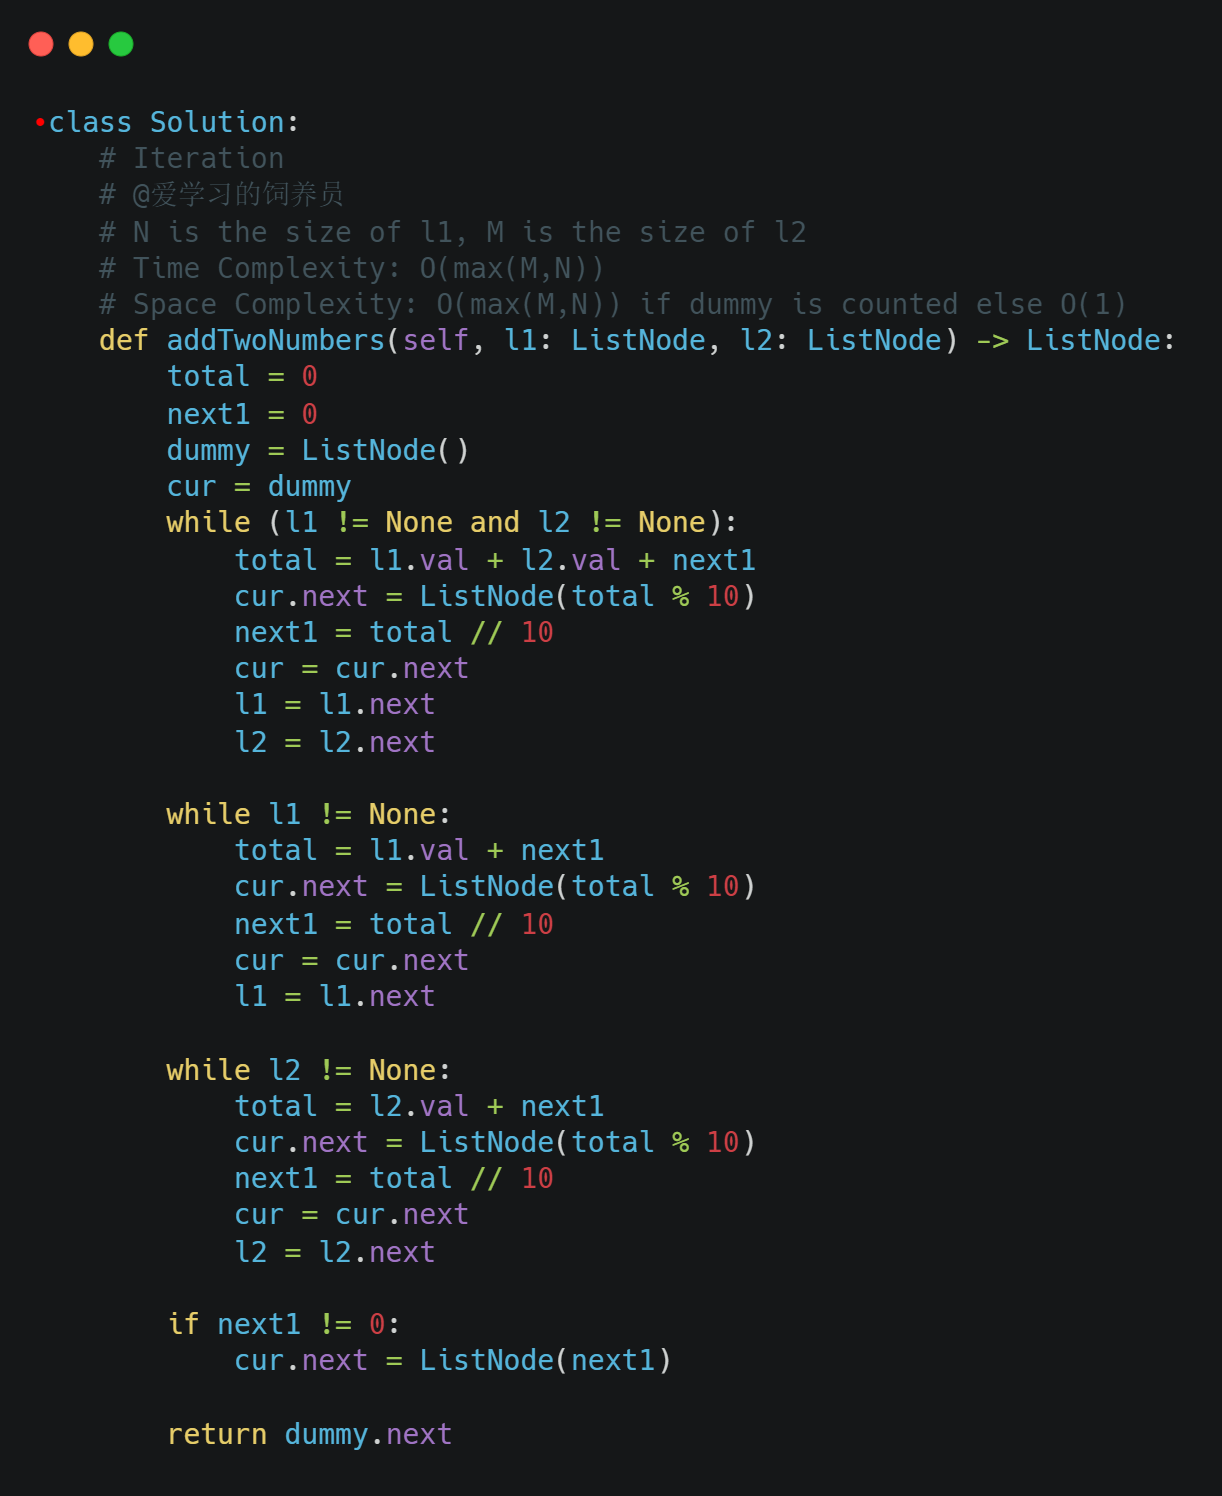 •class Solution:
    # Iteration
    # @爱学习的饲养员
    # N is the size of l1, M is the size of l2
    # Time Complexity: O(max(M,N))
    # Space Complexity: O(max(M,N)) if dummy is counted else O(1)
    def addTwoNumbers(self, l1: ListNode, l2: ListNode) -> ListNode:
        total = 0
        next1 = 0
        dummy = ListNode()
        cur = dummy
        while (l1 != None and l2 != None):
            total = l1.val + l2.val + next1
            cur.next = ListNode(total % 10)
            next1 = total // 10
            cur = cur.next
            l1 = l1.next
            l2 = l2.next

        while l1 != None:
            total = l1.val + next1
            cur.next = ListNode(total % 10)
            next1 = total // 10
            cur = cur.next
            l1 = l1.next

        while l2 != None:
            total = l2.val + next1
            cur.next = ListNode(total % 10)
            next1 = total // 10
            cur = cur.next
            l2 = l2.next

        if next1 != 0:
            cur.next = ListNode(next1)

        return dummy.next